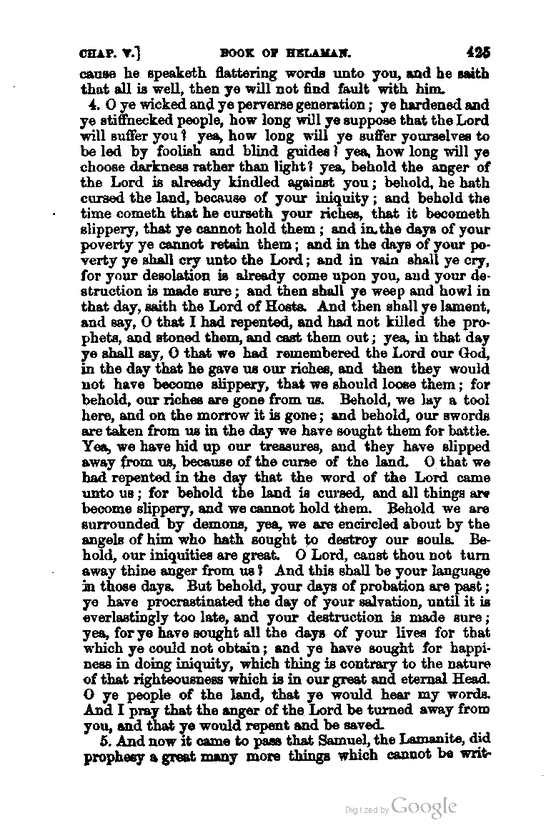 CHAP. V.] BOOK OF HELAMAN. 425
cause he speaketh flattering words unto you, and he saith
that all is well, then ye will not find fault with him.
4. O ye wicked and ye perverse generation; ye hardened and
ye stiffnecked people, how long will ye suppose that the Lord
will suffer you? yea, how long will ye suffer yourselves to
be led by foolish and blind guides? yea, how long will ye
choose darkness rather than light? yea, behold the anger of
the Lord is already kindled against you; behold, he hath
cursed the land, because of your iniquity; and behold the
time cometh that he curseth your riches, that it becometh
slippery, that ye cannot hold them; and in the days of your
poverty ye cannot retain them; and in the days of your po-
verty ye shall cry unto the Lord; and in vain shall ye cry,
for your desolation is already come upon you, and your de-
struction is made sure; and then shall ye weep and howl in
that day, saith the Lord of Hosts. And then shall ye lament,
and say, O that I had repented, and had not killed the pro-
phets, and stoned them, and cast them out; yea, in that day
ye shall say, O that we had remembered the Lord our God,
in the day that he gave us our riches, and then they would
not have become slippery, that we should loose them; for
behold, our riches are gone from us. Behold, we lay a tool
here, and on the morrow it is gone; and behold, our swords
are taken from us in the day we have sought them for battle.
Yea, we have hid up our treasures, and they have slipped
away from us, because of the curse of the land. O that we
had repented in the day that the word of the Lord came
unto us; for behold the land is cursed, and all things are
become slippery, and we cannot hold them. Behold we are
surrounded by demons, yea, we are encircled about by the
angels of him who hath sought to destroy our souls. Be-
hold, our iniquities are great. O Lord, canst thou not turn
away thine anger from us? And this shall be your language
in those days. But behold, your days of probation are past;
ye have procrastinated the day of your salvation, until it is
everlastingly too late, and your destruction is made sure;
yea, for ye have sought all the days of your lives for that
which ye could not obtain; and ye have sought for happi-
ness in doing iniquity, which thing is contrary to the nature
of that righteousness which is in our great and eternal Head.
O ye people of the land, that ye would hear my words.
And I pray that the anger of the Lord be turned away from
you, and that ye would repent and be saved.
5. And now it came to pass that Samuel, the Lamanite, did
prophesy a great many more things which cannot be writ-
Digitized by Google